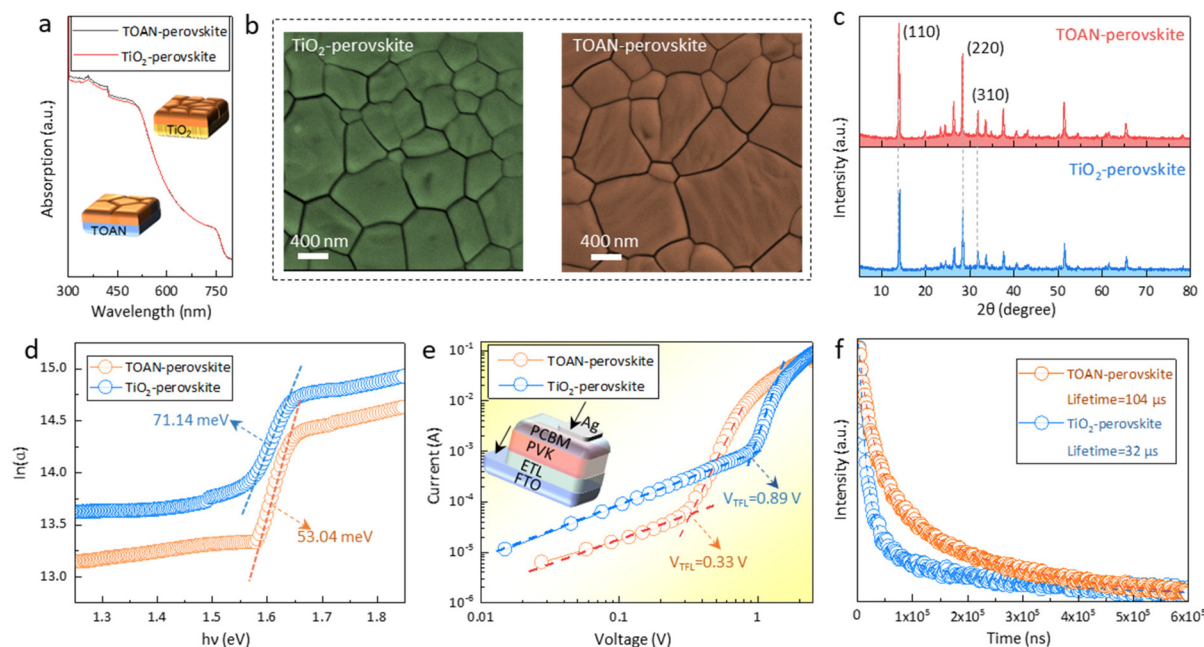 a
TOAN-perovskite
TiO₂-perovskite
TiO₂
TOAN
Absorption (a.u.)
300 450 600 750
Wavelength (nm)
b
TiO₂-perovskite
400 nm
TOAN-perovskite
400 nm
c
(110)
(220)
(310)
TOAN-perovskite
TiO₂-perovskite
Intensity (a.u.)
10 20 30 40 50 60 70 80
2θ (degree)
d
TOAN-perovskite
TiO₂-perovskite
71.14 meV
53.04 meV
ln(α)
15.0
14.5
14.0
13.5
13.0
1.3 1.4 1.5 1.6 1.7 1.8
hν (eV)
e
TOAN-perovskite
TiO₂-perovskite
Ag
PCBM
PVK
ETL
FTO
V_TFL=0.89 V
V_TFL=0.33 V
Current (A)
10⁻¹
10⁻²
10⁻³
10⁻⁴
10⁻⁵
10⁻⁶
0.01 0.1 1
Voltage (V)
f
TOAN-perovskite
Lifetime=104 μs
TiO₂-perovskite
Lifetime=32 μs
Intensity (a.u.)
0 1x10⁵ 2x10⁵ 3x10⁵ 4x10⁵ 5x10⁵ 6x10⁵
Time (ns)